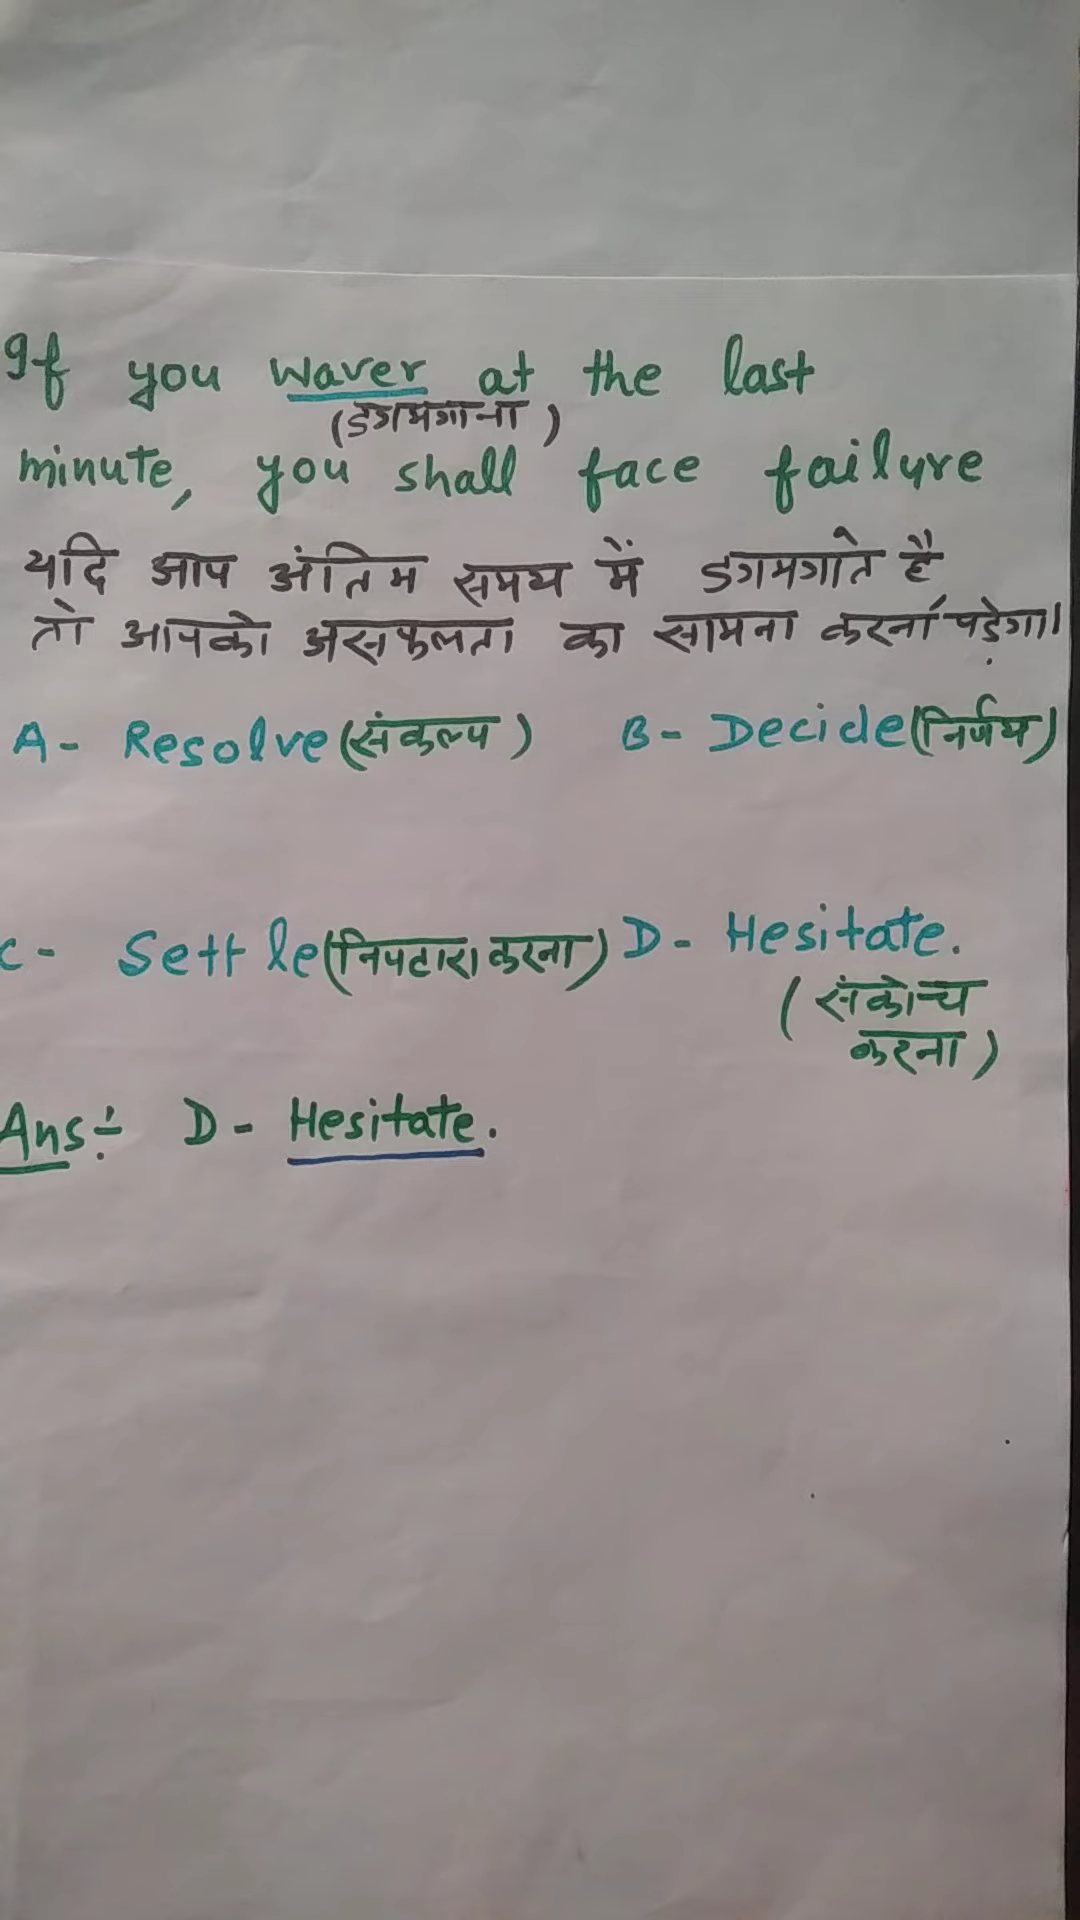 If you waver at the last
(डगमगाना)
minute, you shall face failure
यदि आप अंतिम समय में डगमगाते है,
तो आपको असफलता का सामना करना पड़ेगा।
A- Resolve(संकल्प) B- Decide(निर्णय)
C- Settle(निपटारा करना) D- Hesitate.
(संकोच
करना)
Ans:- D- Hesitate.